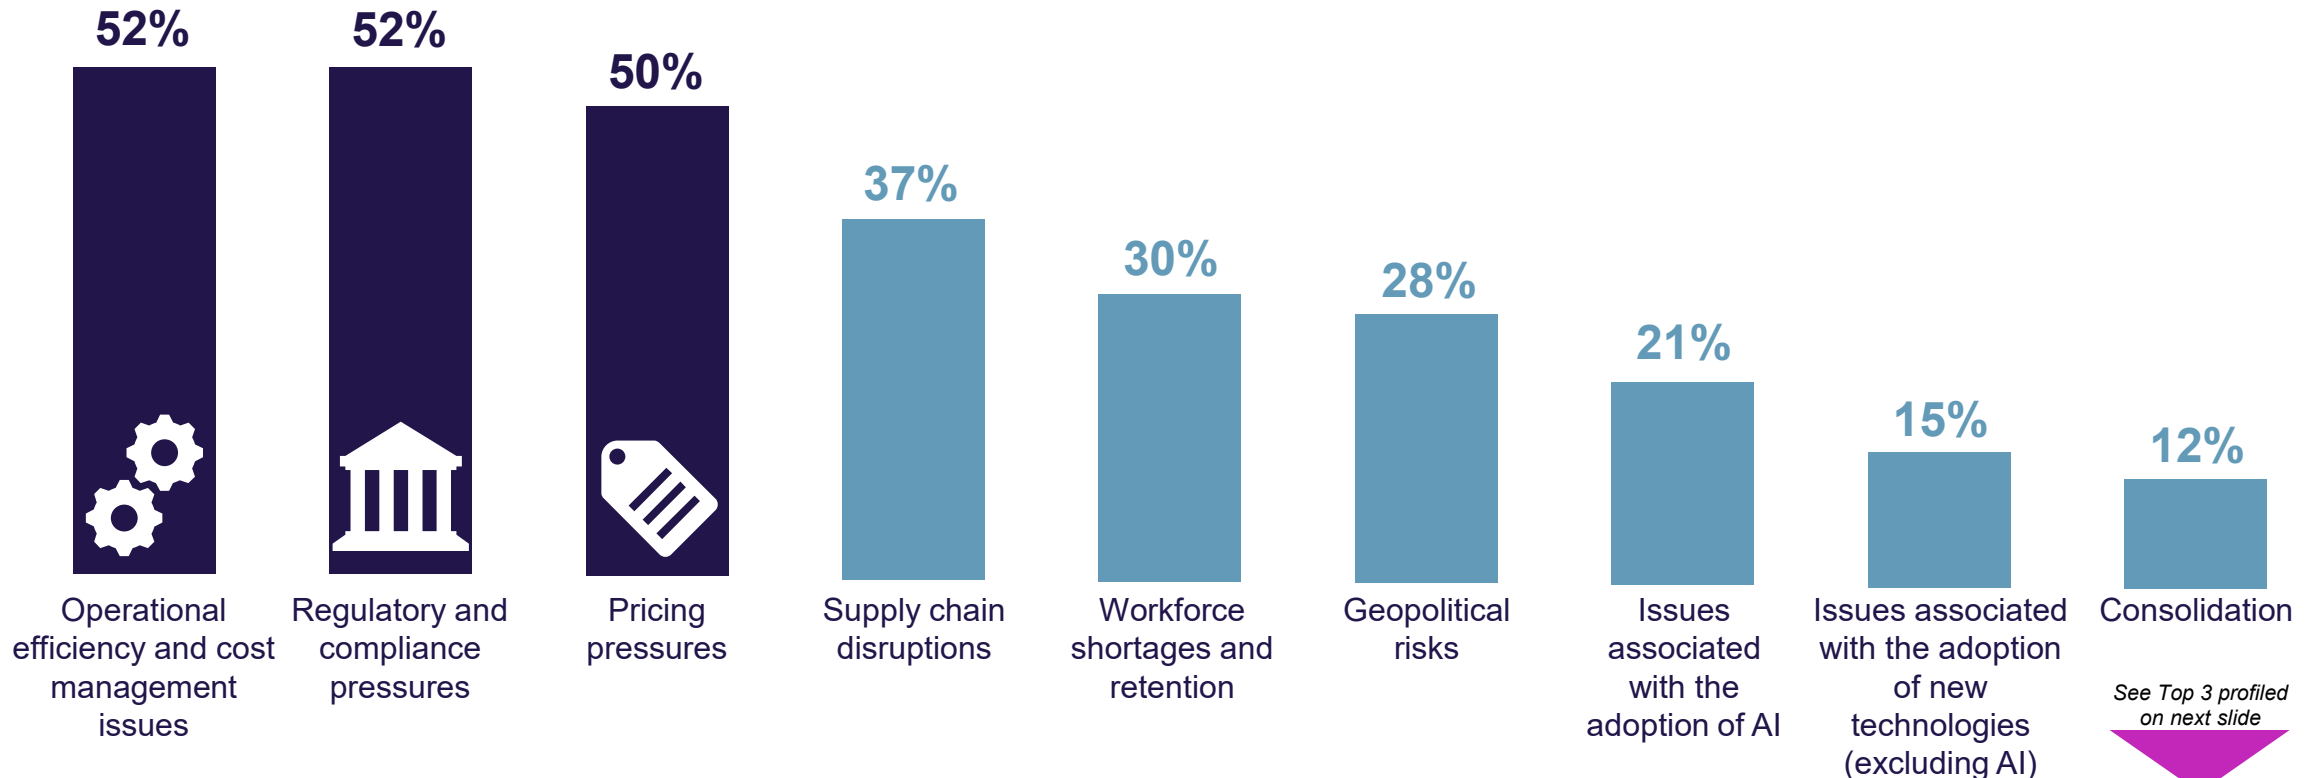 52%
Operational
efficiency and cost
management
issues
52%
Regulatory and
compliance
pressures
50%
Pricing
pressures
37%
Supply chain
disruptions
30%
Workforce
shortages and
retention
28%
Geopolitical
risks
21%
Issues
associated
with the
adoption of AI
15%
Issues associated
with the adoption
of new
technologies
(excluding AI)
12%
Consolidation
See Top 3 profiled
on next slide